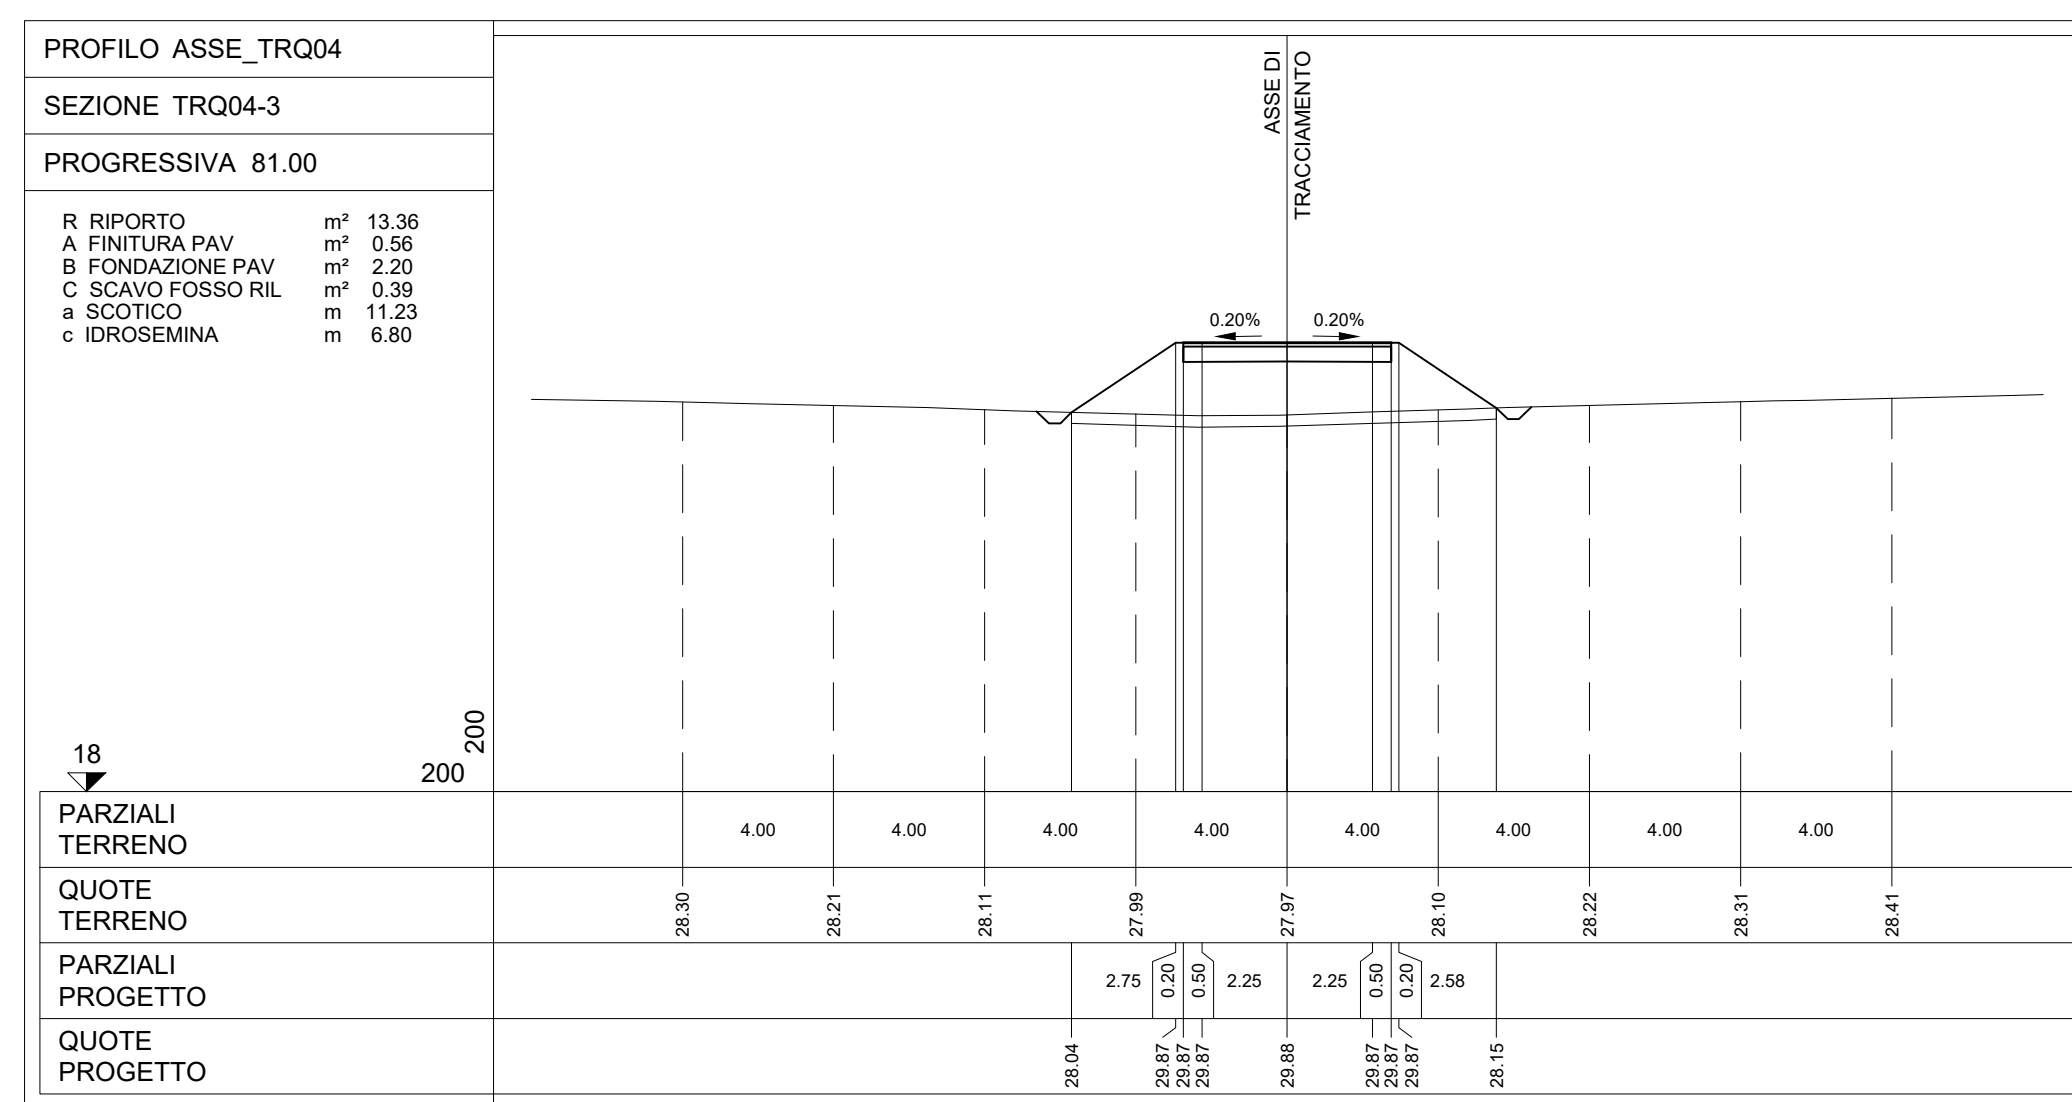 PROFILO ASSE_TRQ04
SEZIONE TRQ04-3
PROGRESSIVA 81.00
R RIPORTO m² 13.36
A FINITURA PAV m² 0.56
B FONDAZIONE PAV m² 2.20
C SCAVO FOSSO RIL m² 0.39
a SCOTICO m 11.23
c IDROSEMINA m 6.80
ASSE DI
TRACCIAMENTO
0.20% 0.20%
18
200
200
PARZIALI
TERRENO
4.00 4.00 4.00 4.00 4.00 4.00 4.00 4.00
QUOTE
TERRENO
28.30 28.21 28.11 27.99 27.97 28.10 28.22 28.31 28.41
PARZIALI
PROGETTO
2.75 0.20 0.50 2.25 2.25 0.50 0.20 2.58
QUOTE
PROGETTO
28.04 29.87 29.87 29.87 29.88 29.87 29.87 29.87 28.15